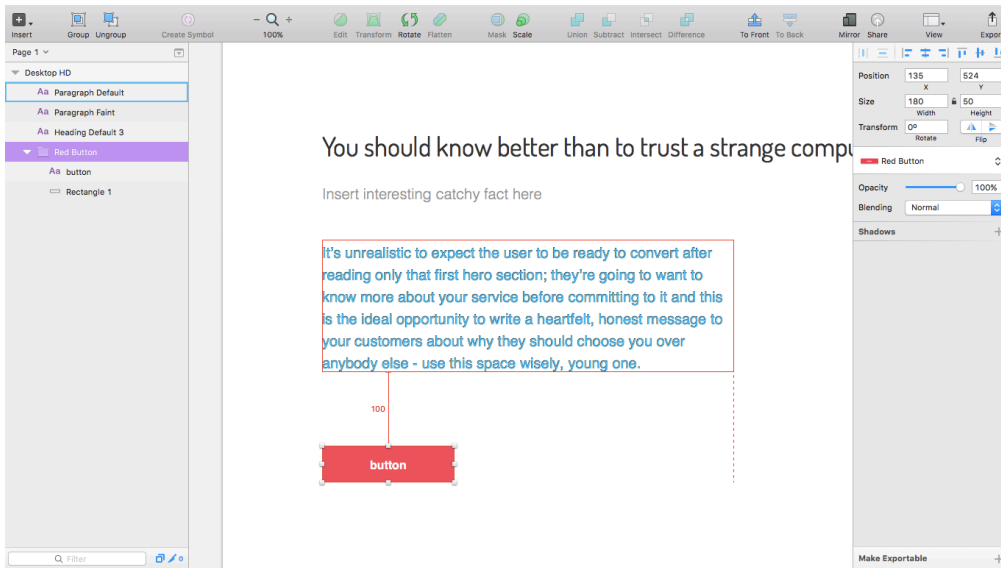 Insert Group Ungroup Create Symbol 100% Edit Transform Rotate Flatten Mask Scale Union Subtract Intersect Difference To Front To Back Mirror Share View Export
Page 1
Desktop HD
Aa Paragraph Default
Aa Paragraph Faint
Aa Heading Default 3
Red Button
Aa button
Rectangle 1
Filter
0
You should know better than to trust a strange compu
Insert interesting catchy fact here
It's unrealistic to expect the user to be ready to convert after
reading only that first hero section; they're going to want to
know more about your service before committing to it and this
is the ideal opportunity to write a heartfelt, honest message to
your customers about why they should choose you over
anybody else - use this space wisely, young one.
100
button
Position 135 524
X Y
Size 180 50
Width Height
Transform 0º
Rotate Flip
Red Button
Opacity 100%
Blending Normal
Shadows
Make Exportable